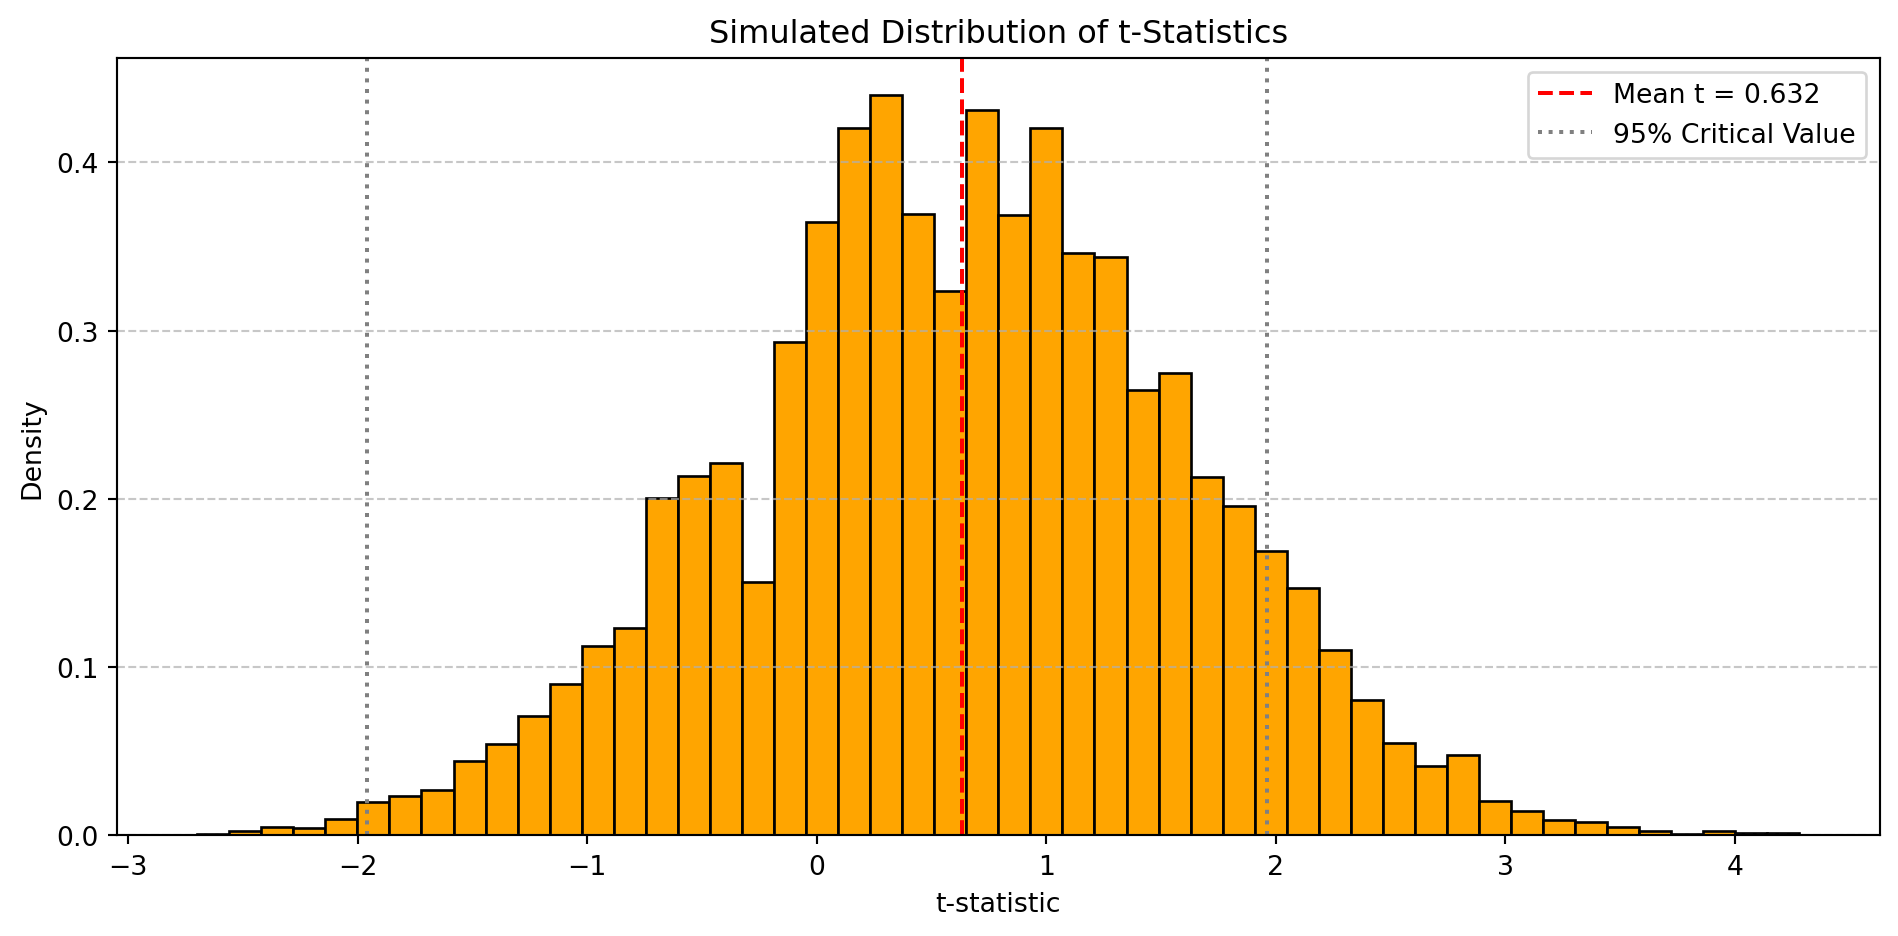 Simulated Distribution of t-Statistics
Mean t = 0.632
95% Critical Value
Density
0.4
0.3
0.2
0.1
0.0
−3 −2 −1 0 1 2 3 4
t-statistic